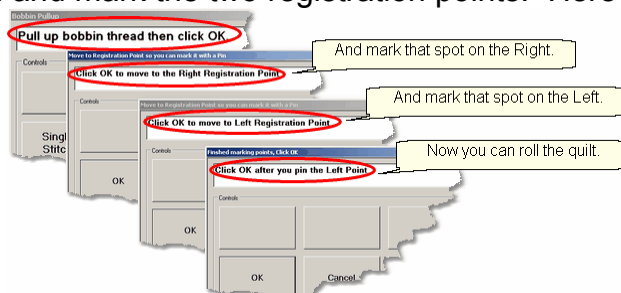 and mark the two registration points. Here
Bobbin Pullup
Pull up bobbin thread then click OK
Controls
Singl
Stitc
Move to Registration Point so you can mark it with a Pin
Click OK to move to the Right Registration Point
Controls
OK
And mark that spot on the Right.
Move to Registration Point so you can mark it with a Pin
Click OK to move to Left Registration Point
Controls
OK
And mark that spot on the Left.
Finshed marking points, Click OK
Click OK after you pin the Left Point
Controls
OK
Cancel
Now you can roll the quilt.